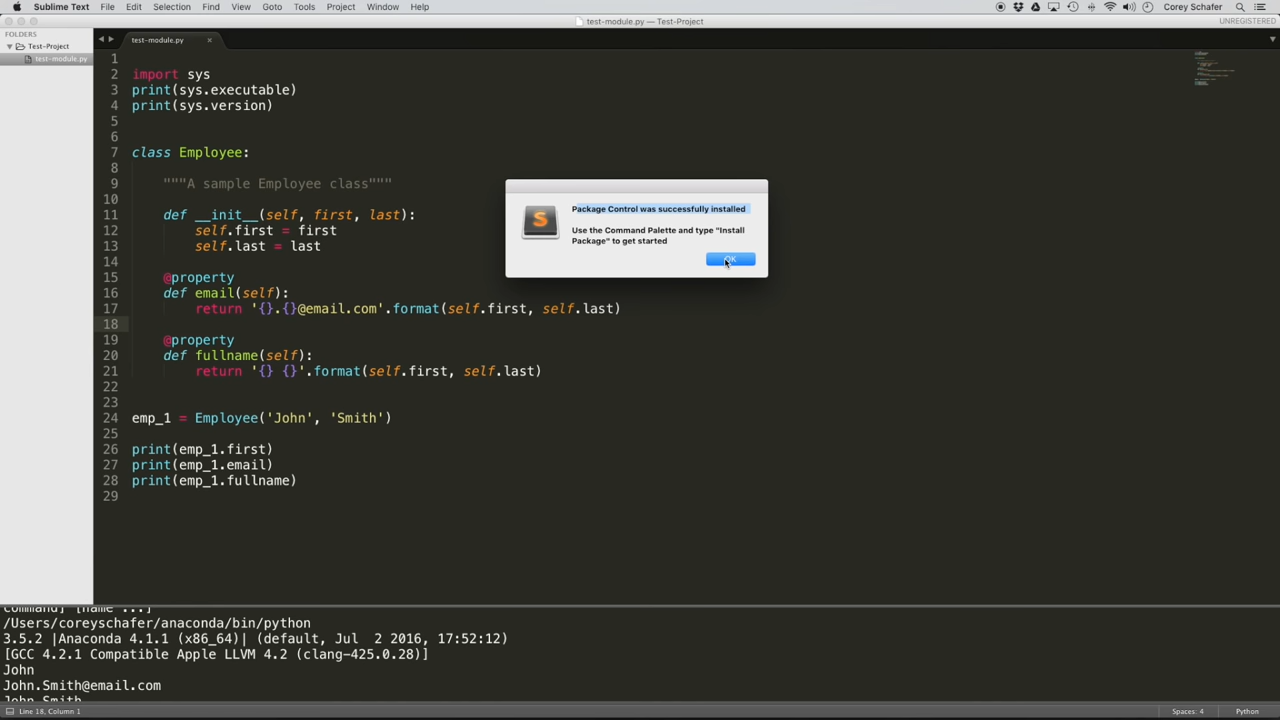 Sublime Text File Edit Selection Find View Goto Tools Project Window Help Corey Schafer
test-module.py — Test-Project UNREGISTERED
FOLDERS
Test-Project
test-module.py
test-module.py
1
2 import sys
3 print(sys.executable)
4 print(sys.version)
5
6
7 class Employee:
8
9 """A sample Employee class"""
10
11 def __init__(self, first, last):
12 self.first = first
13 self.last = last
14
15 @property
16 def email(self):
17 return '{}.{}@email.com'.format(self.first, self.last)
18
19 @property
20 def fullname(self):
21 return '{} {}'.format(self.first, self.last)
22
23
24 emp_1 = Employee('John', 'Smith')
25
26 print(emp_1.first)
27 print(emp_1.email)
28 print(emp_1.fullname)
29
Package Control was successfully installed
Use the Command Palette and type "Install
Package" to get started
OK
Command] [name ...]
/Users/coreyschafer/anaconda/bin/python
3.5.2 |Anaconda 4.1.1 (x86_64)| (default, Jul 2 2016, 17:52:12)
[GCC 4.2.1 Compatible Apple LLVM 4.2 (clang-425.0.28)]
John
John.Smith@email.com
John Smith
Line 18, Column 1 Spaces: 4 Python